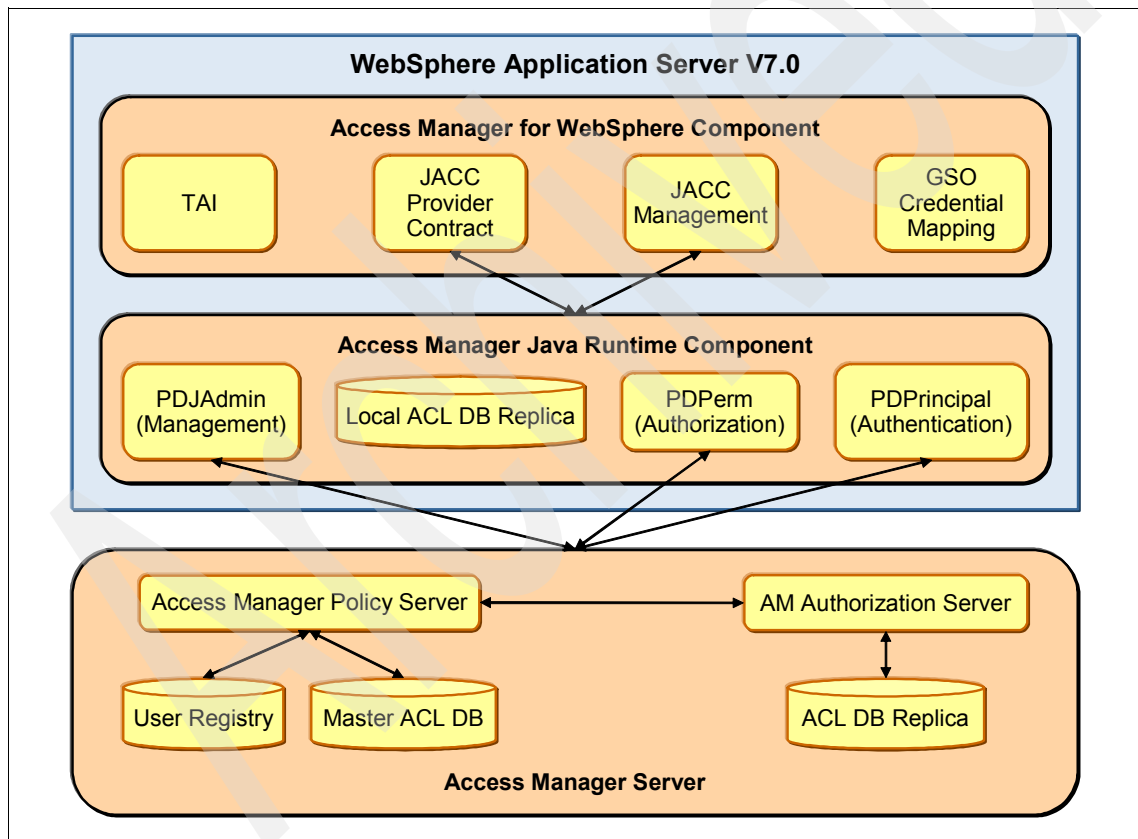 WebSphere Application Server V7.0
Access Manager for WebSphere Component
TAI
JACC
Provider
Contract
JACC
Management
GSO
Credential
Mapping
Access Manager Java Runtime Component
PDJAdmin
(Management)
Local ACL DB Replica
PDPerm
(Authorization)
PDPrincipal
(Authentication)
Access Manager Policy Server
AM Authorization Server
User Registry
Master ACL DB
ACL DB Replica
Access Manager Server
Archived